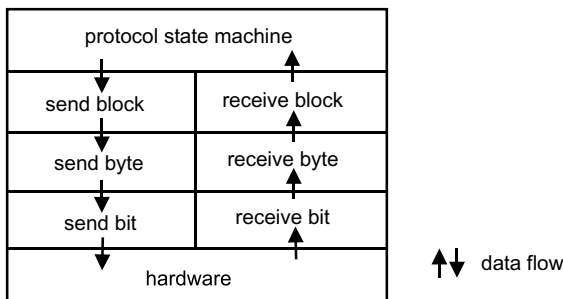 protocol state machine
send block
receive block
send byte
receive byte
send bit
receive bit
hardware
data flow